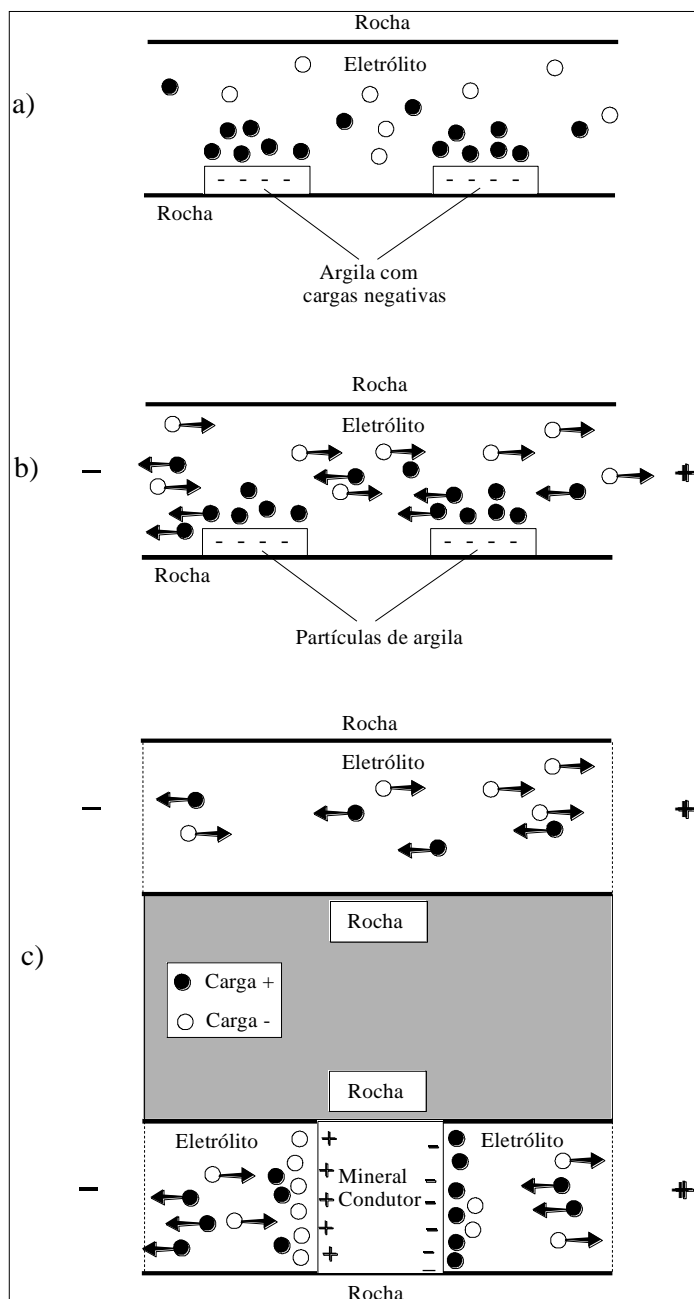 Rocha
Eletrólito
a)
- - - -
- - - -
Rocha
Argila com
cargas negativas
Rocha
Eletrólito
b)
-
+
- - - -
- - - -
Rocha
Partículas de argila
Rocha
Eletrólito
-
+
Rocha
c)
Carga +
Carga -
Rocha
Eletrólito
Eletrólito
+
-
+
-
+
-
+
-
+
-
Mineral
Condutor
-
+
Rocha